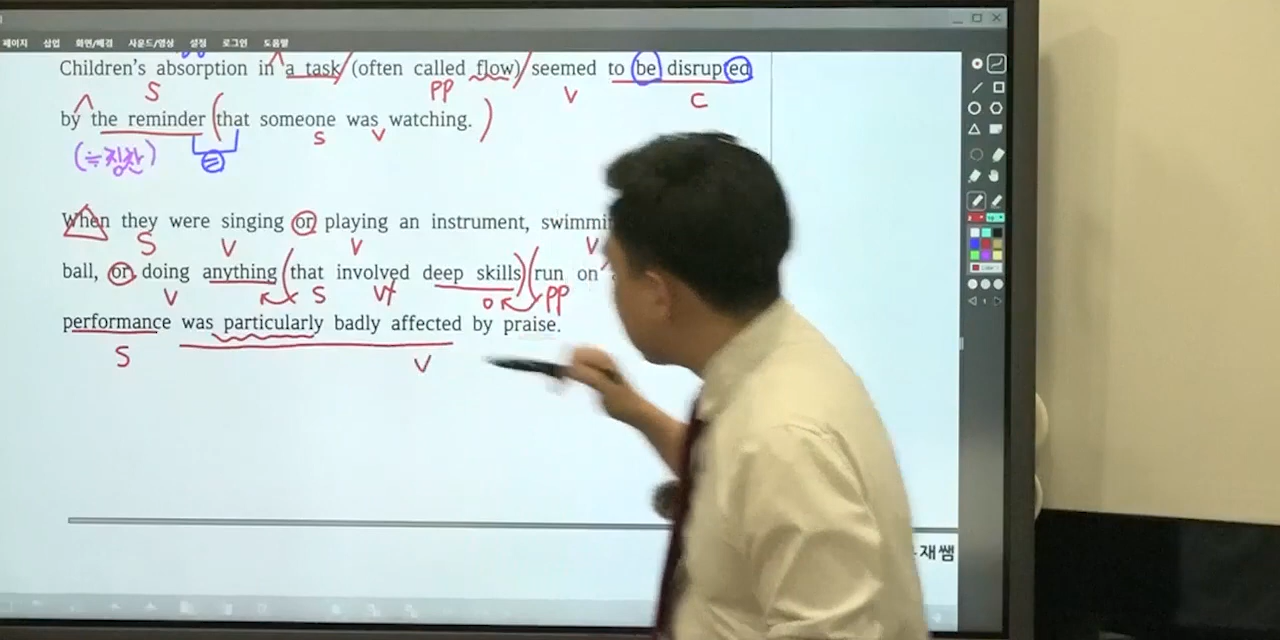 페이지 삽입 화면/배경 사운드/영상 설정 로그인 도움말
Children's absorption in a task (often called flow) seemed to be disrupted
S PP V C
by the reminder (that someone was watching.)
(≒칭찬) S V
When they were singing or playing an instrument, swimmi
S V V V
ball, or doing anything (that involved deep skills) (run on
V S Vt O PP
performance was particularly badly affected by praise.
S V
재쌤